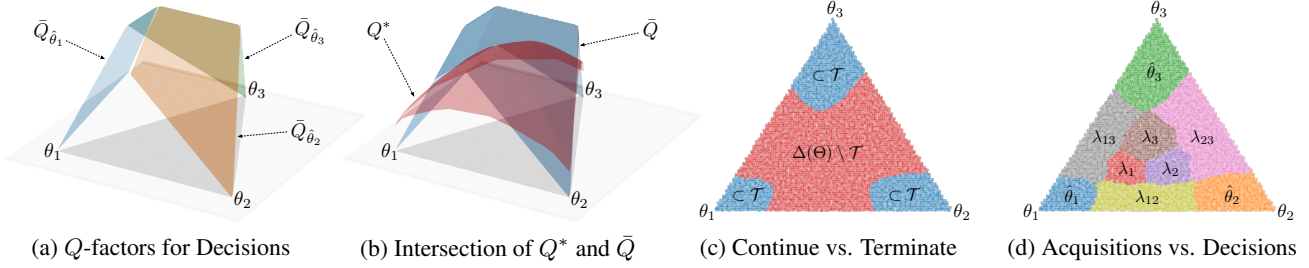 Q̄_θ̂₁
Q̄_θ̂₃
θ₃
Q̄_θ̂₂
θ₁
θ₂
(a) Q-factors for Decisions
Q*
Q̄
θ₃
θ₁
θ₂
(b) Intersection of Q* and Q̄
θ₃
⊂ 𝒯
Δ(Θ) \ 𝒯
⊂ 𝒯
⊂ 𝒯
θ₁
θ₂
(c) Continue vs. Terminate
θ₃
θ̂₃
λ₁₃
λ₃
λ₂₃
λ₁
λ₂
θ̂₁
λ₁₂
θ̂₂
θ₁
θ₂
(d) Acquisitions vs. Decisions